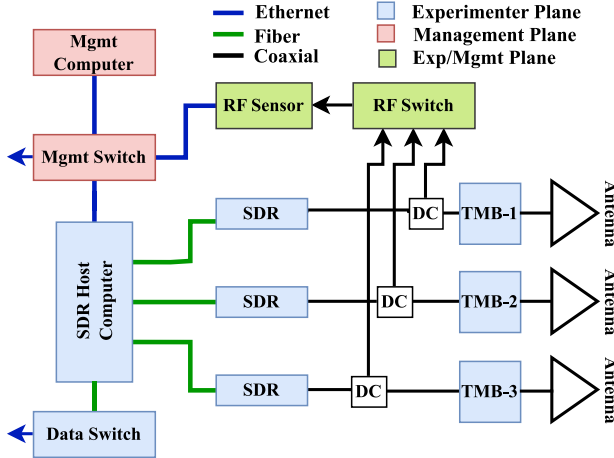 Ethernet
Fiber
Coaxial
Experimenter Plane
Management Plane
Exp/Mgmt Plane
Mgmt
Computer
RF Sensor
RF Switch
Mgmt Switch
SDR
DC
TMB-1
Antenna
SDR Host
Computer
SDR
DC
TMB-2
Antenna
SDR
DC
TMB-3
Antenna
Data Switch